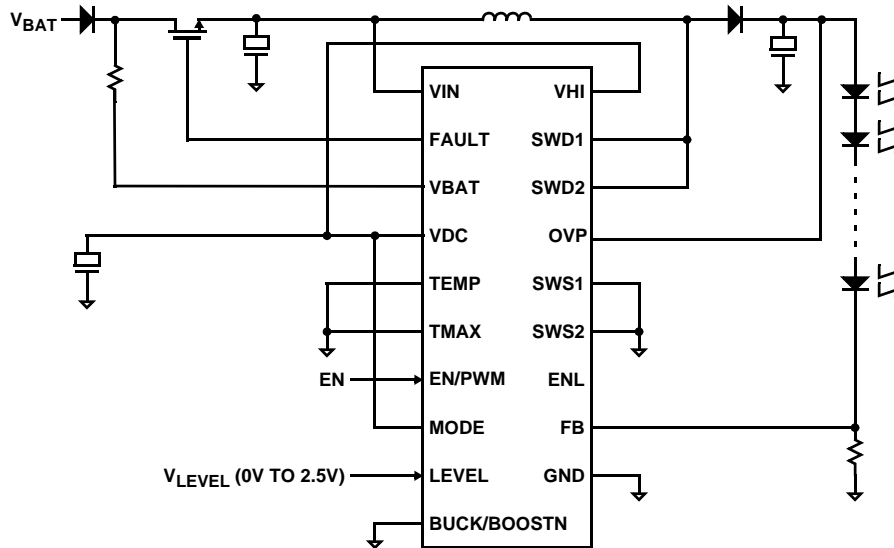 VBAT
VIN VHI
FAULT SWD1
VBAT SWD2
VDC OVP
TEMP SWS1
TMAX SWS2
EN EN/PWM ENL
MODE FB
VLEVEL (0V TO 2.5V) LEVEL GND
BUCK/BOOSTN